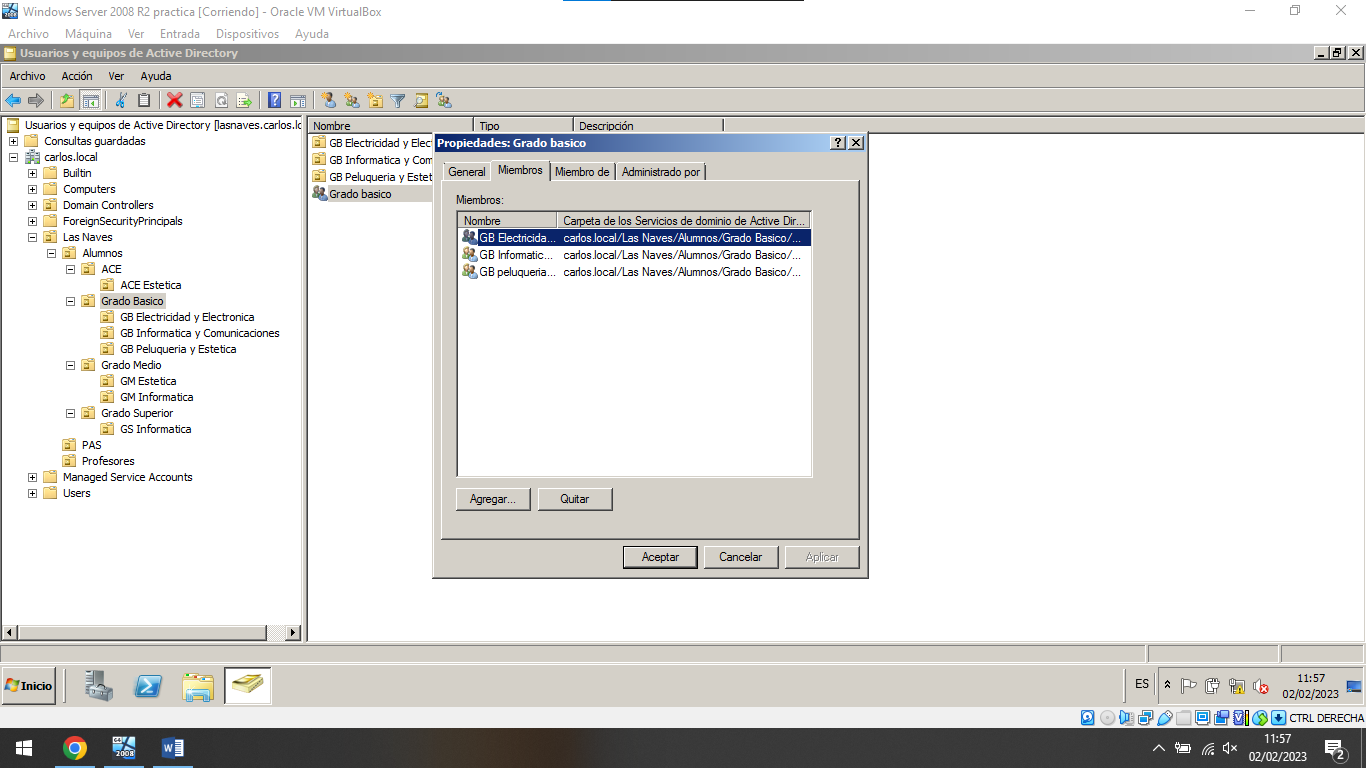 Windows Server 2008 R2 practica [Corriendo] - Oracle VM VirtualBox
Archivo Máquina Ver Entrada Dispositivos Ayuda
Usuarios y equipos de Active Directory
Archivo Acción Ver Ayuda
Usuarios y equipos de Active Directory [lasnaves.carlos.lo
Consultas guardadas
carlos.local
Builtin
Computers
Domain Controllers
ForeignSecurityPrincipals
Las Naves
Alumnos
ACE
ACE Estetica
Grado Basico
GB Electricidad y Electronica
GB Informatica y Comunicaciones
GB Peluqueria y Estetica
Grado Medio
GM Estetica
GM Informatica
Grado Superior
GS Informatica
PAS
Profesores
Managed Service Accounts
Users
Nombre Tipo Descripción
GB Electricidad y Elect
GB Informatica y Com
GB Peluqueria y Estet
Grado basico
Propiedades: Grado basico
General Miembros Miembro de Administrado por
Miembros:
Nombre Carpeta de los Servicios de dominio de Active Dir...
GB Electricida... carlos.local/Las Naves/Alumnos/Grado Basico/...
GB Informatic... carlos.local/Las Naves/Alumnos/Grado Basico/...
GB peluqueria... carlos.local/Las Naves/Alumnos/Grado Basico/...
Agregar... Quitar
Aceptar Cancelar Aplicar
Inicio
ES
11:57
02/02/2023
CTRL DERECHA
2008
11:57
02/02/2023
2